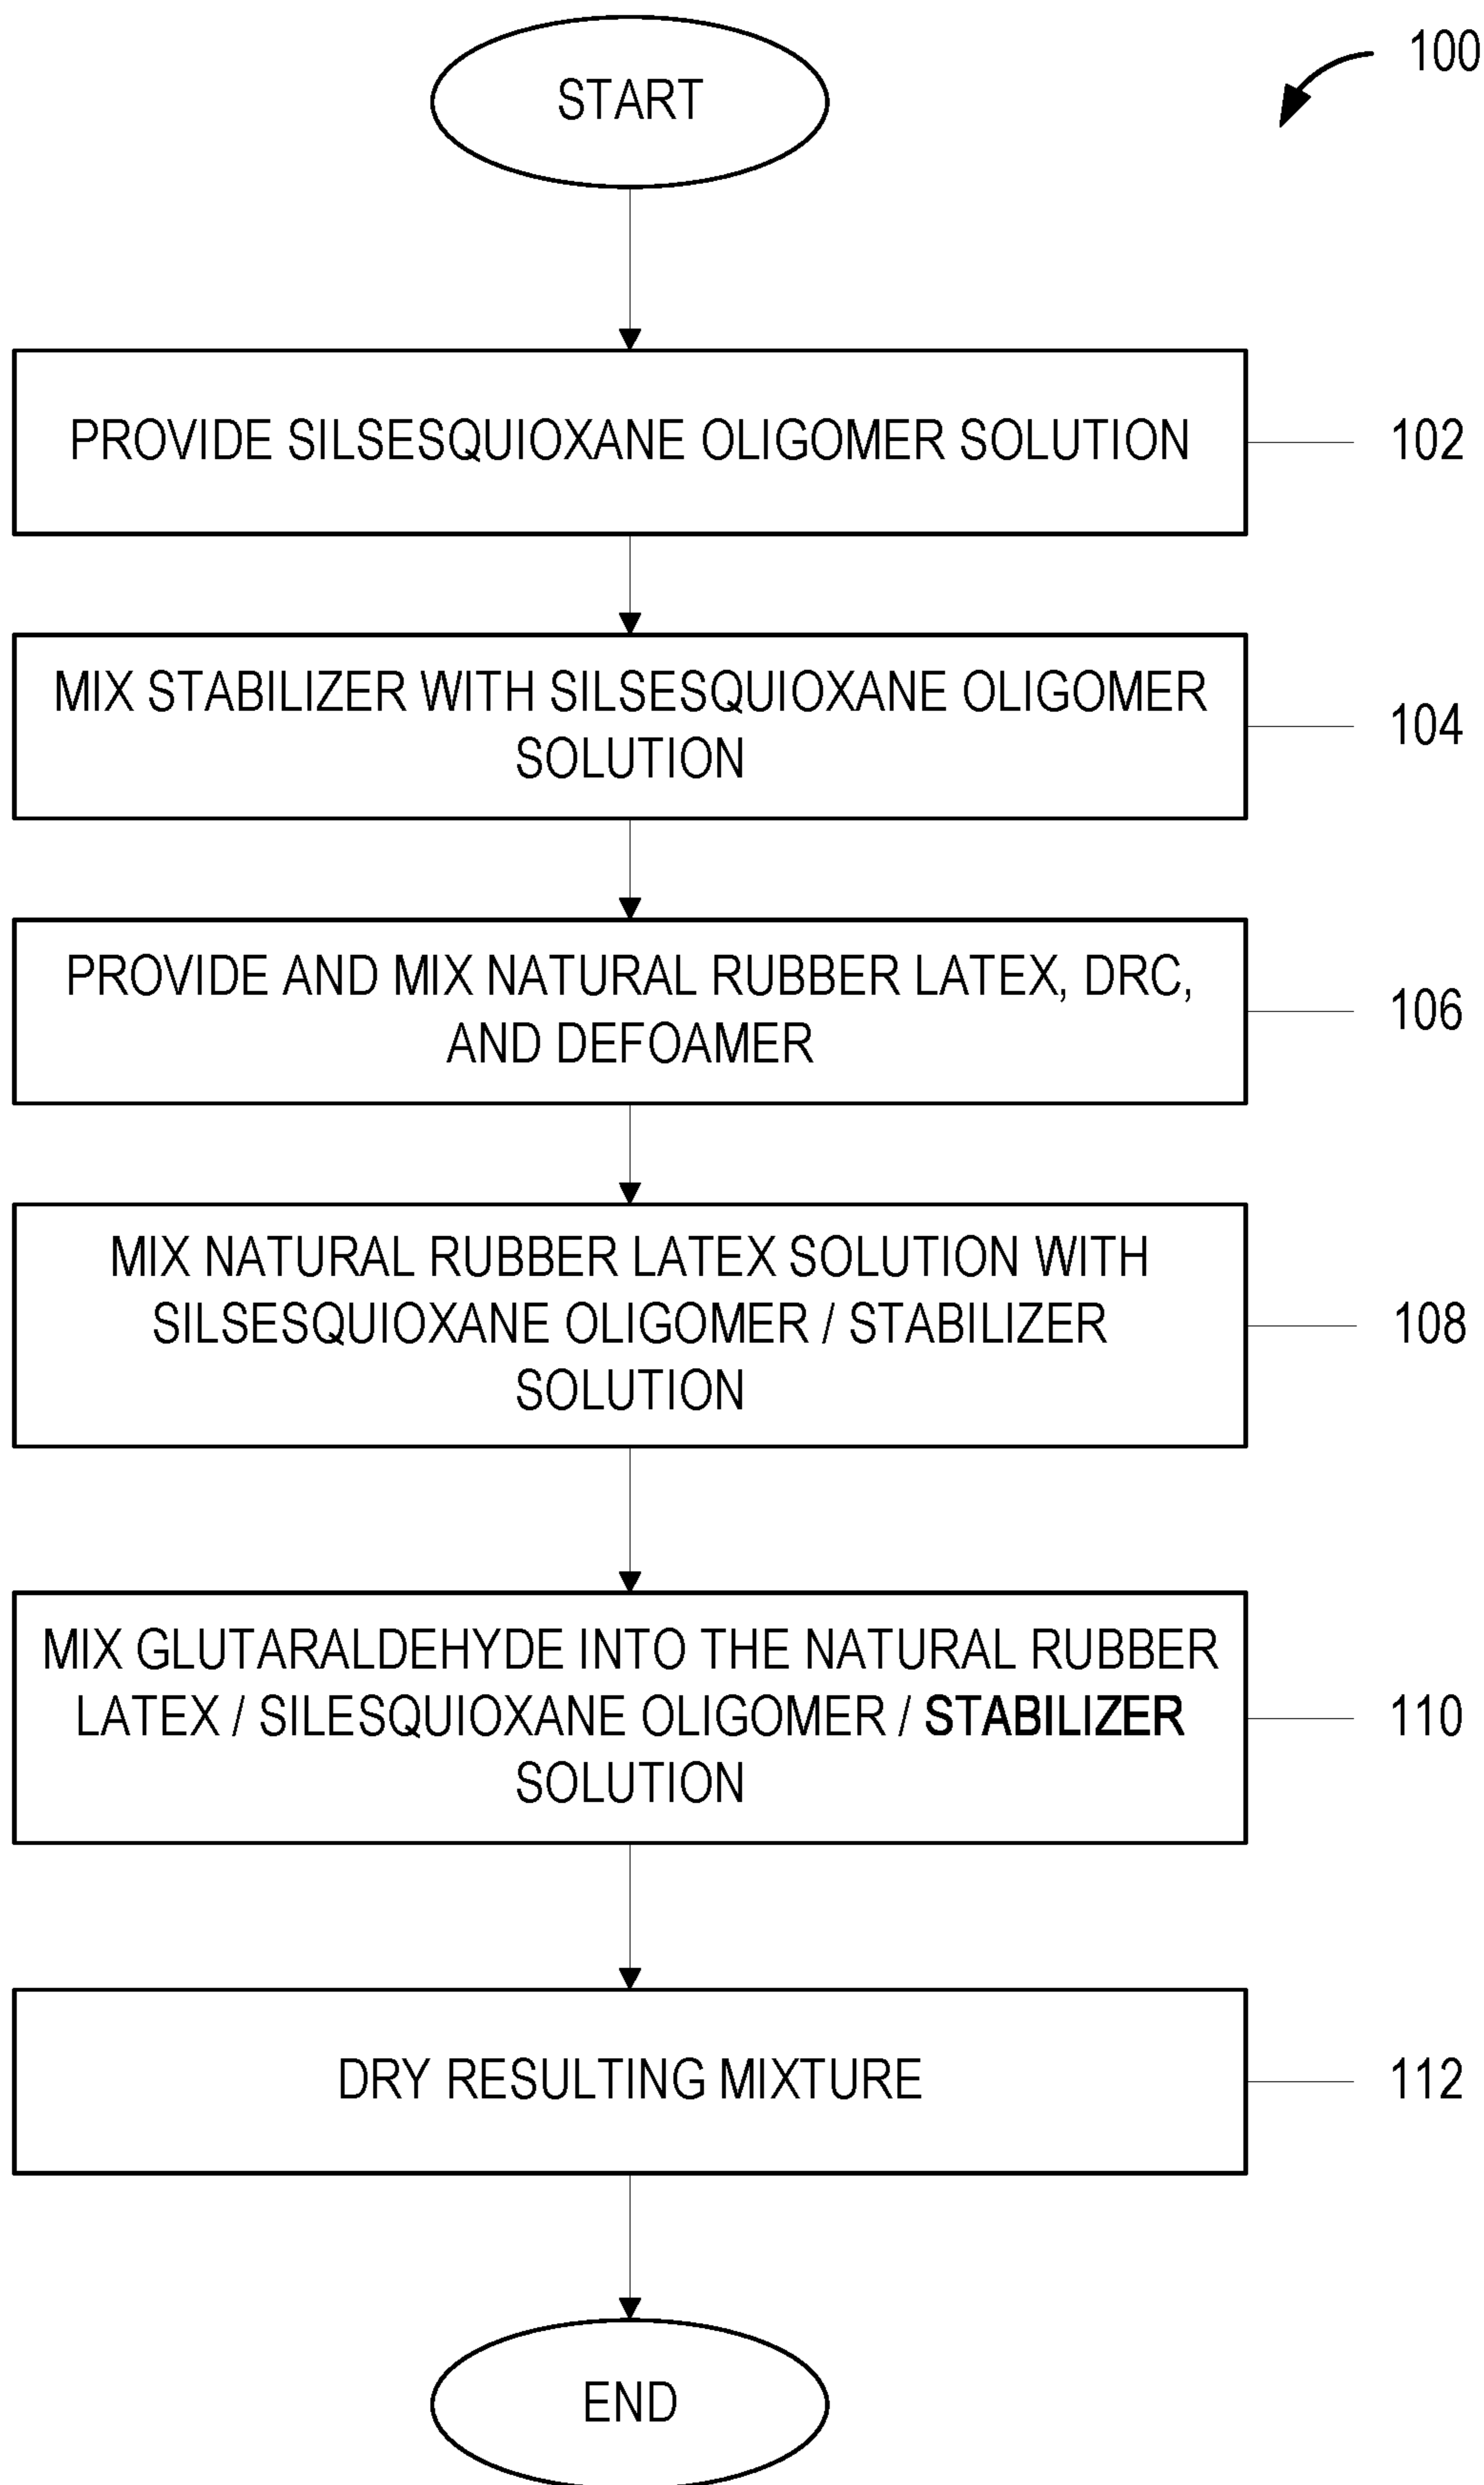 100
START
PROVIDE SILSESQUIOXANE OLIGOMER SOLUTION
102
MIX STABILIZER WITH SILSESQUIOXANE OLIGOMER
SOLUTION
104
PROVIDE AND MIX NATURAL RUBBER LATEX, DRC,
AND DEFOAMER
106
MIX NATURAL RUBBER LATEX SOLUTION WITH
SILSESQUIOXANE OLIGOMER / STABILIZER
SOLUTION
108
MIX GLUTARALDEHYDE INTO THE NATURAL RUBBER
LATEX / SILESQUIOXANE OLIGOMER / STABILIZER
SOLUTION
110
DRY RESULTING MIXTURE
112
END